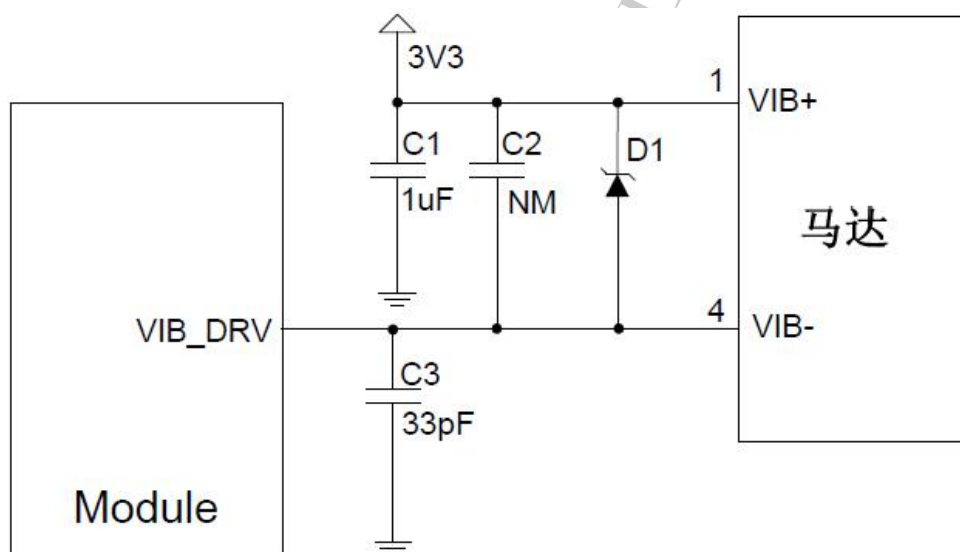 3V3
1
VIB+
C1
1uF
C2
NM
D1
马达
VIB_DRV
4
VIB-
C3
33pF
Module